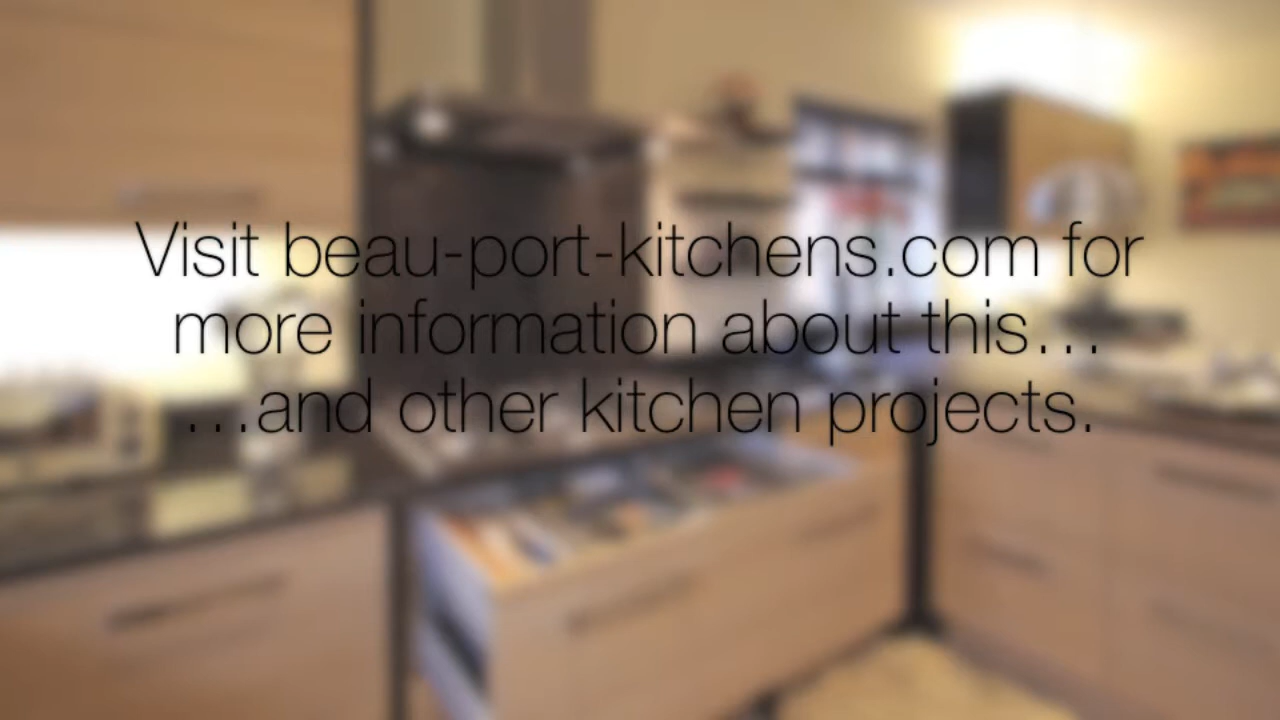 Visit beau-port-kitchens.com for
more information about this…
…and other kitchen projects.